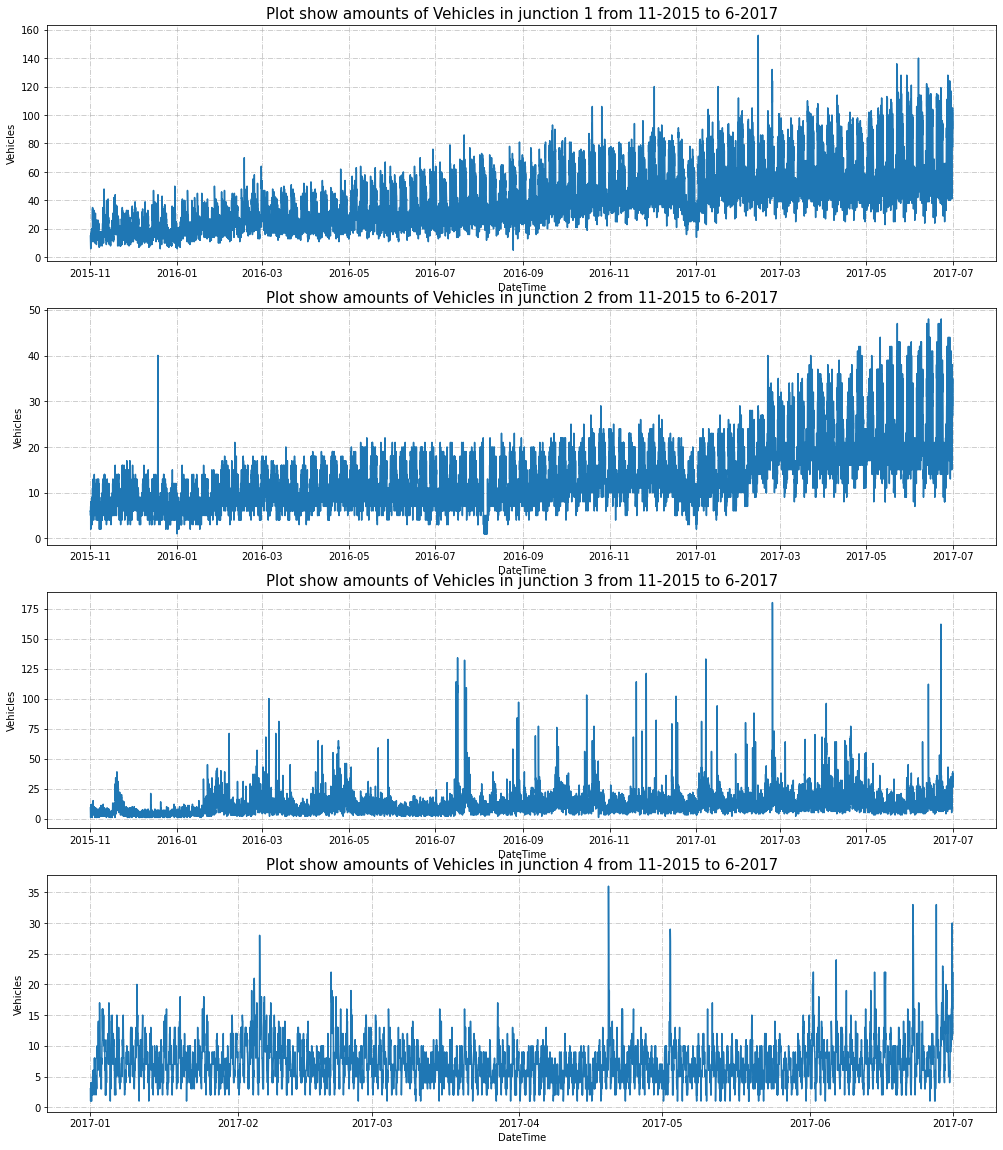 Plot show amounts of Vehicles in junction 1 from 11-2015 to 6-2017
160
140
120
100
80
60
40
20
0
Vehicles
2015-11 2016-01 2016-03 2016-05 2016-07 2016-09 2016-11 2017-01 2017-03 2017-05 2017-07
DateTime
Plot show amounts of Vehicles in junction 2 from 11-2015 to 6-2017
50
40
30
20
10
0
Vehicles
2015-11 2016-01 2016-03 2016-05 2016-07 2016-09 2016-11 2017-01 2017-03 2017-05 2017-07
DateTime
Plot show amounts of Vehicles in junction 3 from 11-2015 to 6-2017
175
150
125
100
75
50
25
0
Vehicles
2015-11 2016-01 2016-03 2016-05 2016-07 2016-09 2016-11 2017-01 2017-03 2017-05 2017-07
DateTime
Plot show amounts of Vehicles in junction 4 from 11-2015 to 6-2017
35
30
25
20
15
10
5
0
Vehicles
2017-01 2017-02 2017-03 2017-04 2017-05 2017-06 2017-07
DateTime